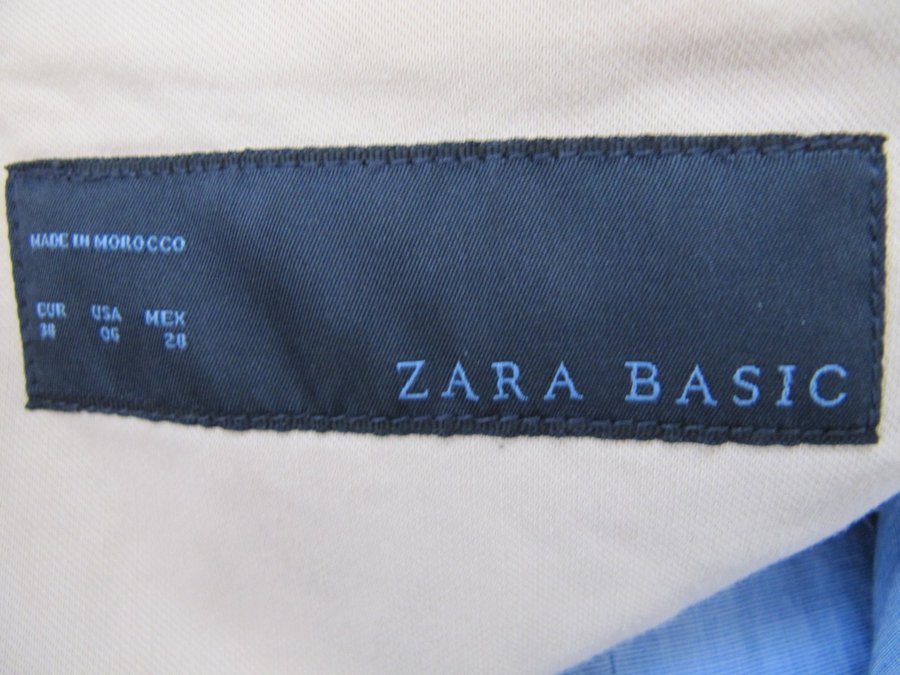 MADE IN MOROCCO
EUR USA MEX
38 06 28
ZARA BASIC